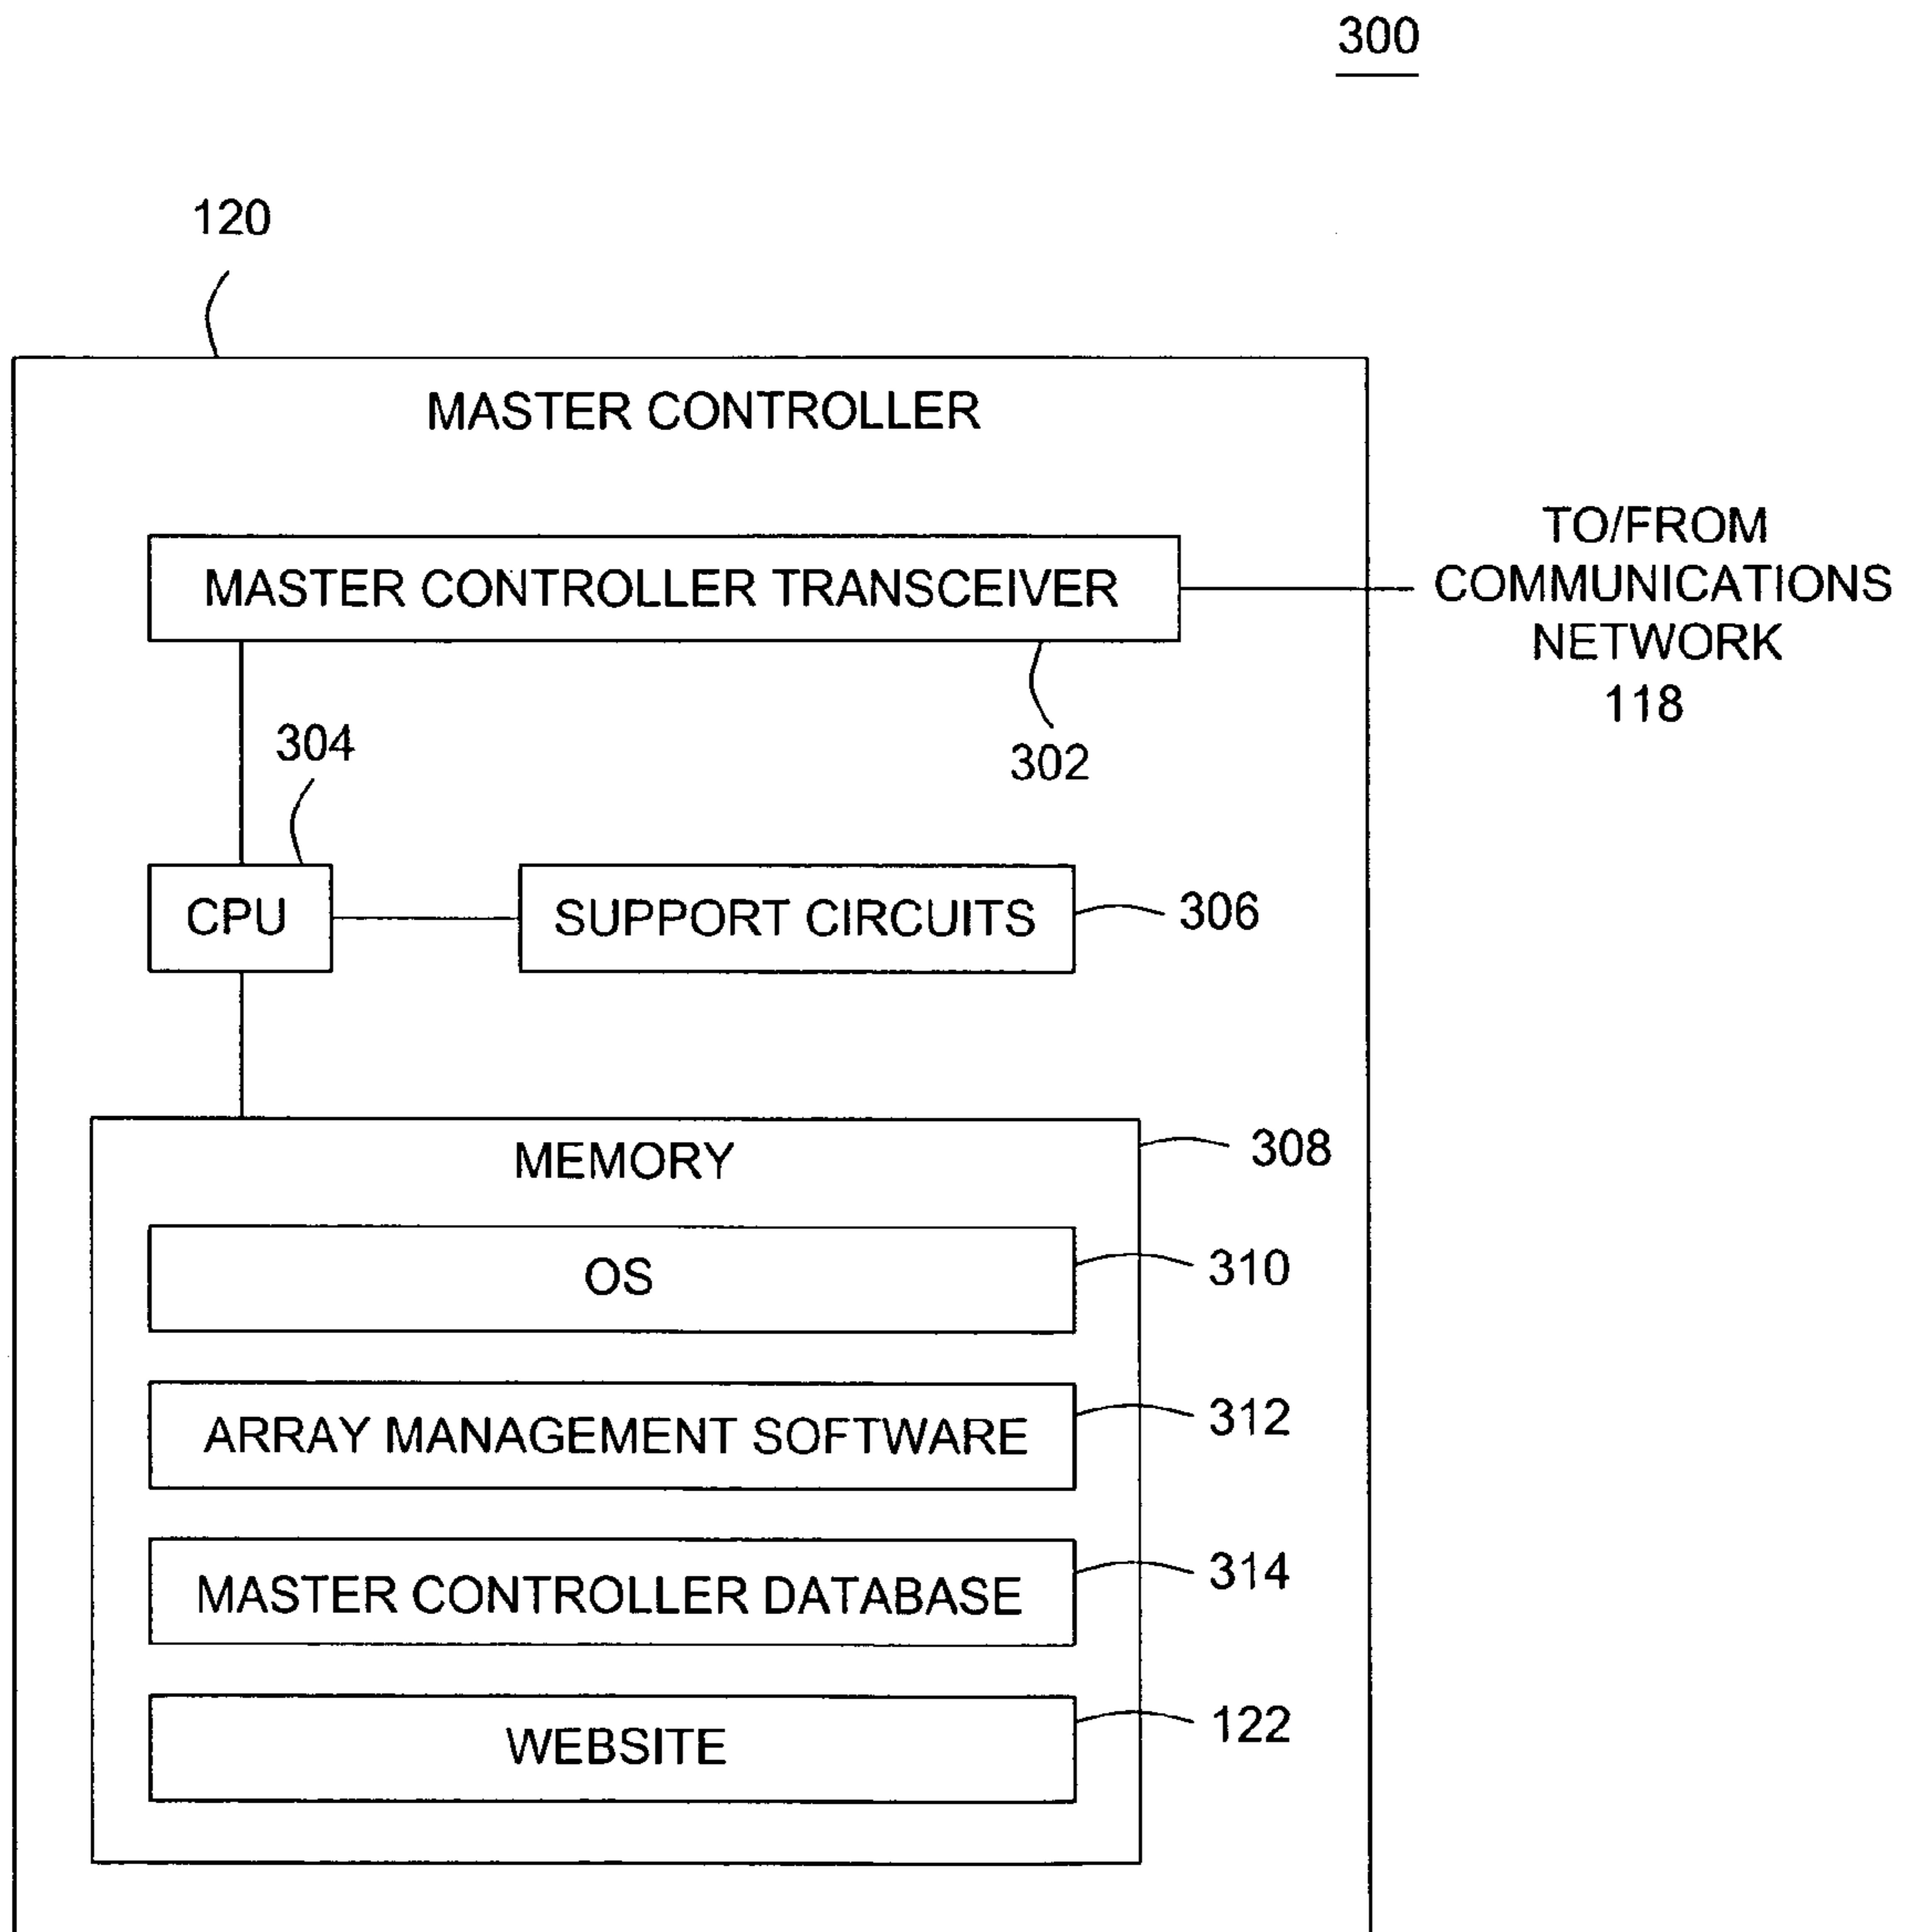 300
120
MASTER CONTROLLER
MASTER CONTROLLER TRANSCEIVER
TO/FROM
COMMUNICATIONS
NETWORK
118
302
304
CPU
SUPPORT CIRCUITS
306
MEMORY
308
OS
310
ARRAY MANAGEMENT SOFTWARE
312
MASTER CONTROLLER DATABASE
314
WEBSITE
122